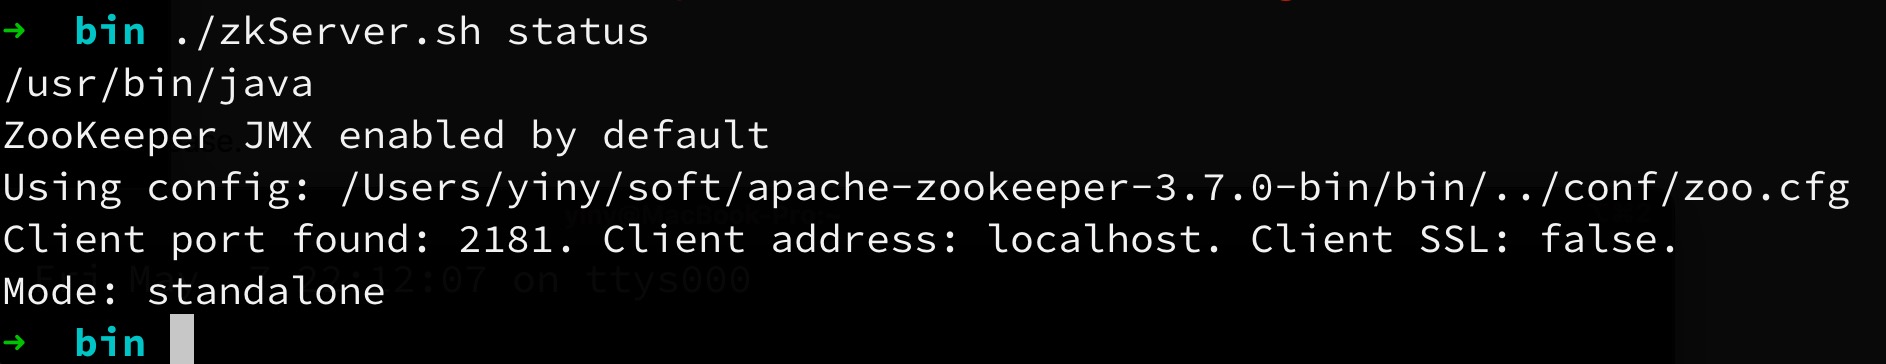 ➜  bin ./zkServer.sh status
/usr/bin/java
ZooKeeper JMX enabled by default
Using config: /Users/yiny/soft/apache-zookeeper-3.7.0-bin/bin/../conf/zoo.cfg
Client port found: 2181. Client address: localhost. Client SSL: false.
Mode: standalone
➜  bin